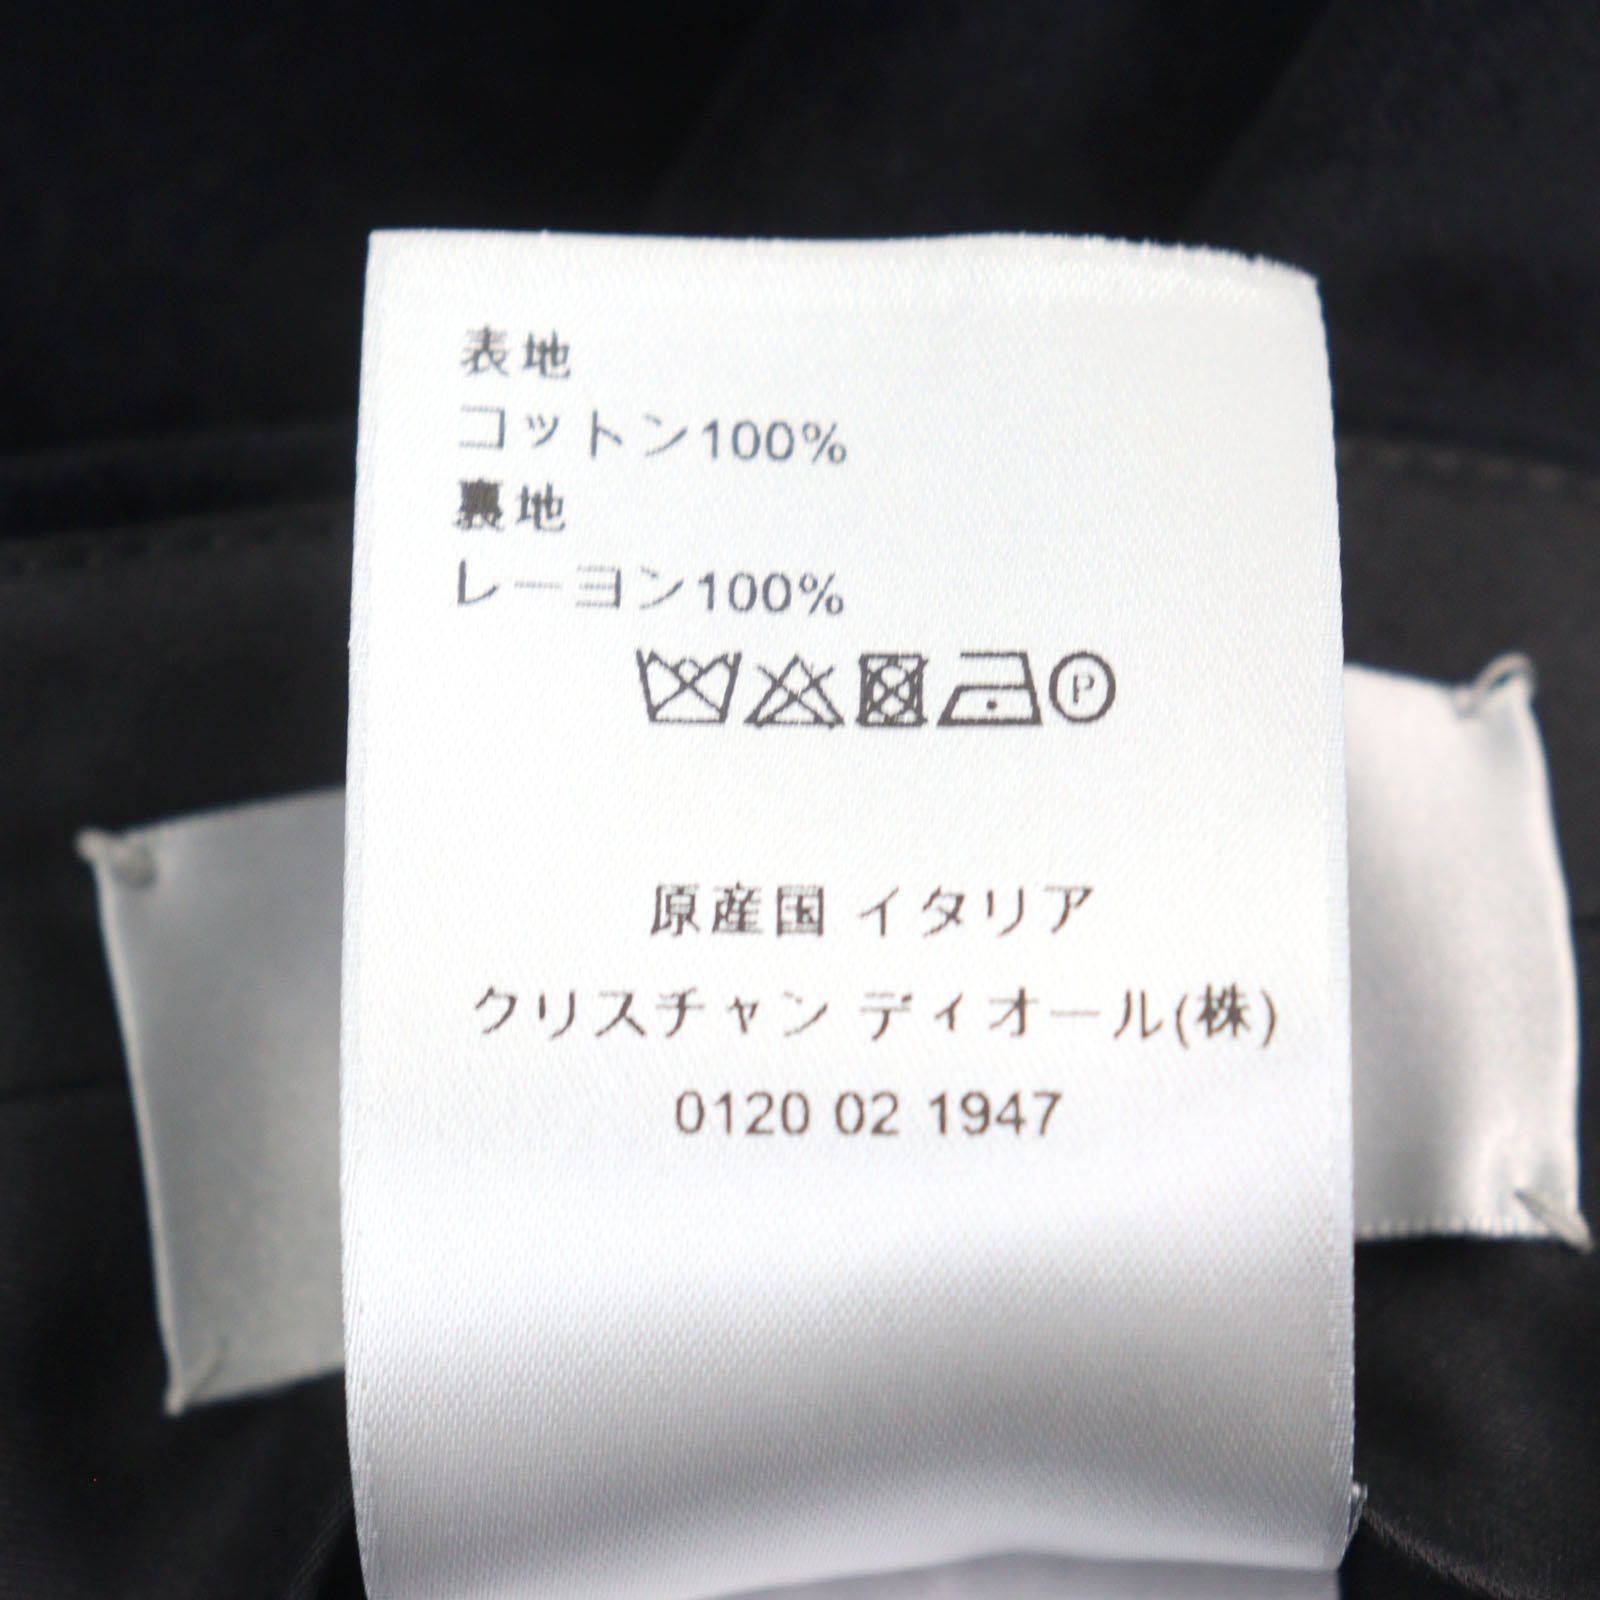 表地
コットン100%
裏地
レーヨン100%
P
原産国 イタリア
クリスチャン ディオール(株)
0120 02 1947